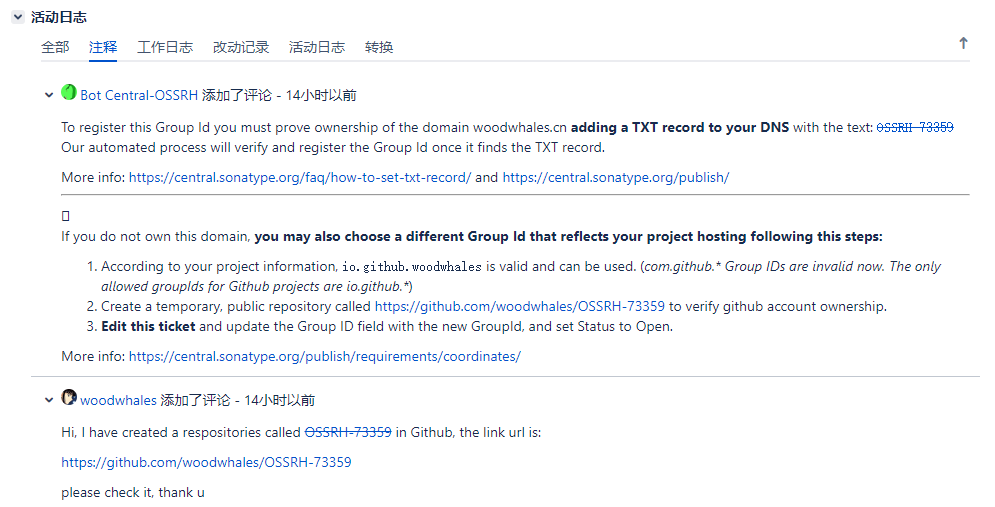 活动日志
全部 注释 工作日志 改动记录 活动日志 转换
Bot Central-OSSRH 添加了评论 - 14小时以前
To register this Group Id you must prove ownership of the domain woodwhales.cn adding a TXT record to your DNS with the text: OSSRH-73359
Our automated process will verify and register the Group Id once it finds the TXT record.
More info: https://central.sonatype.org/faq/how-to-set-txt-record/ and https://central.sonatype.org/publish/
If you do not own this domain, you may also choose a different Group Id that reflects your project hosting following this steps:
1. According to your project information, io.github.woodwhales is valid and can be used. (com.github.* Group IDs are invalid now. The only
allowed groupIds for Github projects are io.github.*)
2. Create a temporary, public repository called https://github.com/woodwhales/OSSRH-73359 to verify github account ownership.
3. Edit this ticket and update the Group ID field with the new GroupId, and set Status to Open.
More info: https://central.sonatype.org/publish/requirements/coordinates/
woodwhales 添加了评论 - 14小时以前
Hi, I have created a respositories called OSSRH-73359 in Github, the link url is:
https://github.com/woodwhales/OSSRH-73359
please check it, thank u